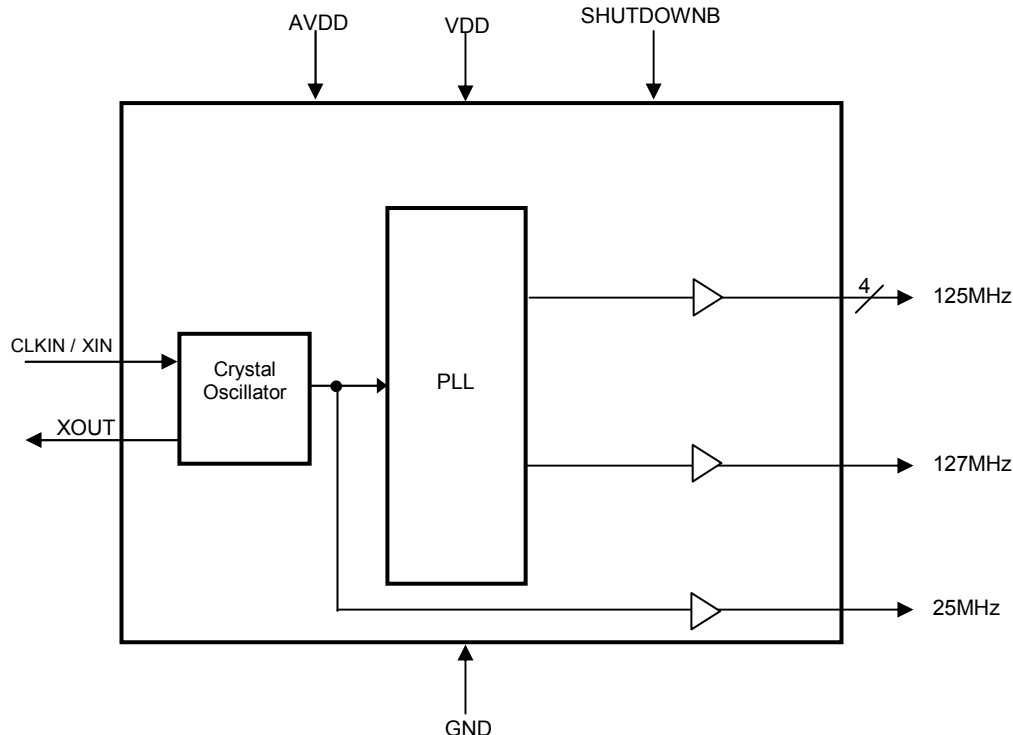 AVDD
VDD
SHUTDOWNB
4
125MHz
CLKIN / XIN
Crystal
Oscillator
PLL
XOUT
127MHz
25MHz
GND